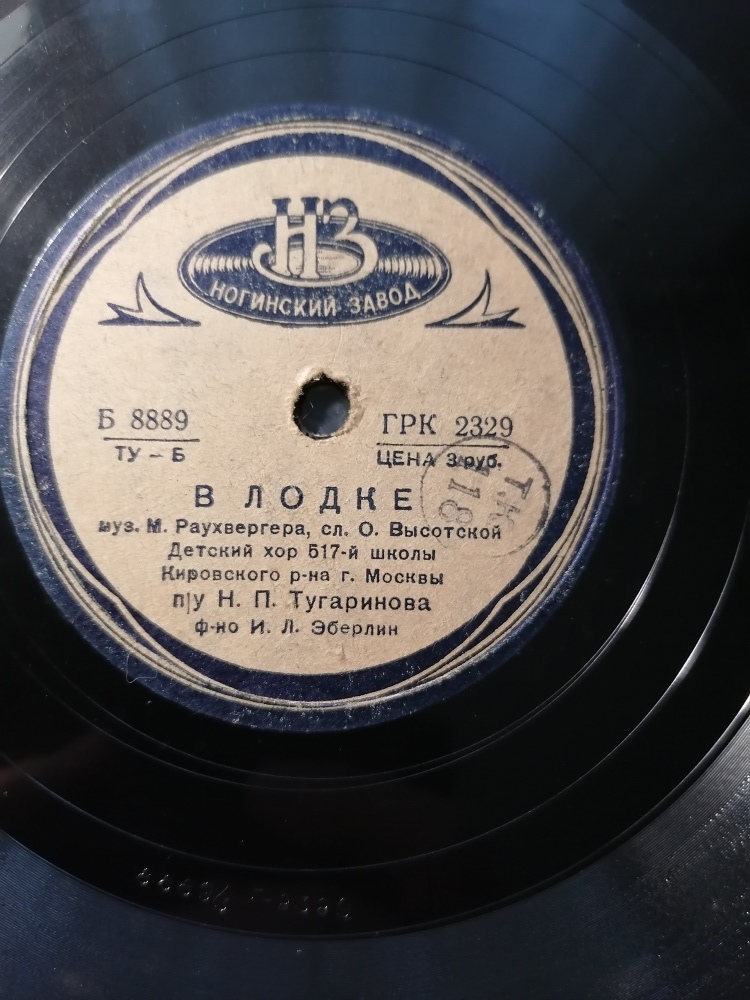 НЗ
НОГИНСКИЙ ЗАВОД
Б 8889 ГРК 2329
ТУ – Б ЦЕНА 3 руб.
Т.К.
118
В ЛОДКЕ
муз. М. Раухвергера, сл. О. Высотской
Детский хор 517-й школы
Кировского р-на г. Москвы
п/у Н. П. Тугаринова
ф-но И. Л. Эберлин